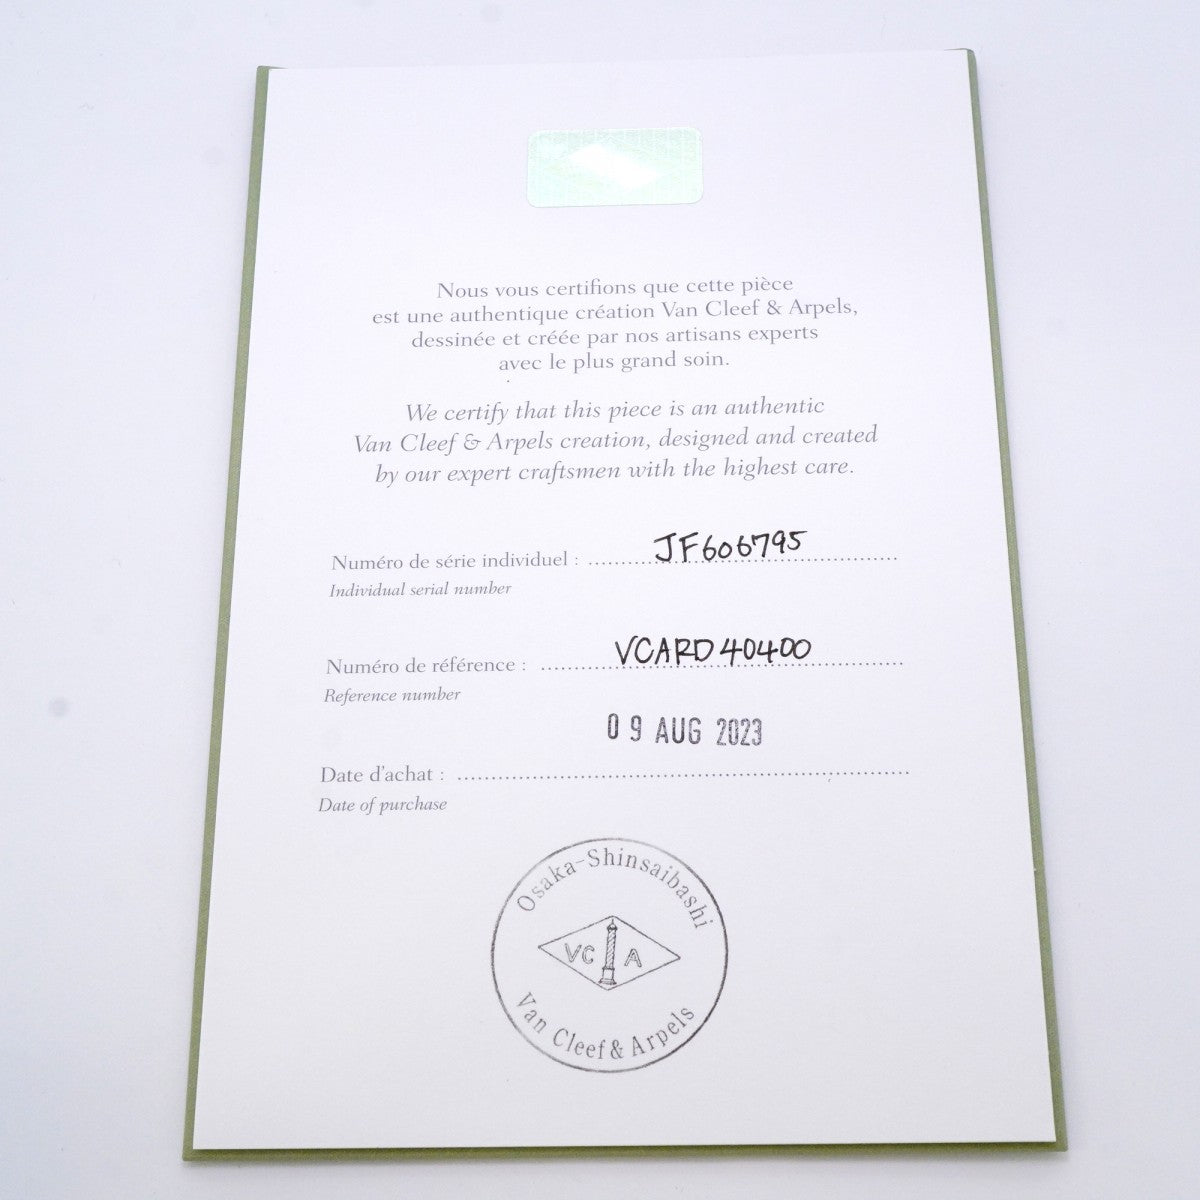 Nous vous certifions que cette pièce
est une authentique création Van Cleef & Arpels,
dessinée et créée par nos artisans experts
avec le plus grand soin.
We certify that this piece is an authentic
Van Cleef & Arpels creation, designed and created
by our expert craftsmen with the highest care.
Numéro de série individuel : JF606795
Individual serial number
Numéro de référence : VCARD40400
Reference number
09 AUG 2023
Date d'achat :
Date of purchase
Osaka-Shinsaibashi
VC A
Van Cleef & Arpels